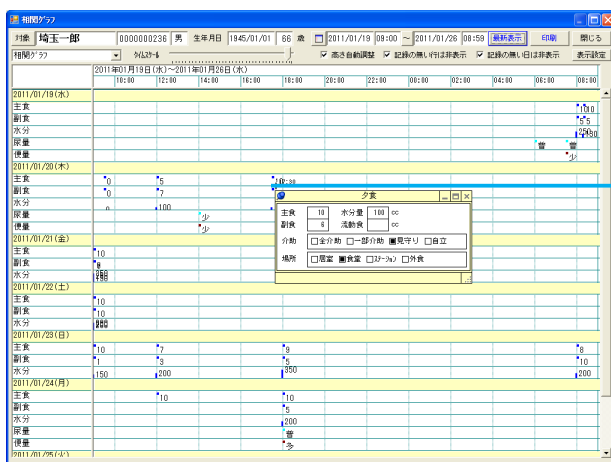 相関グラフ
対象 埼玉一郎 0000000236 男 生年月日 1945/01/01 66 歳 2011/01/19 09:00 ~ 2011/01/26 08:59 最新表示 印刷 閉じる
相関グラフ タイムスケール 高さ自動調整 記録の無い行は非表示 記録の無い日は非表示 表示設定
2011年01月19日(水)~2011年01月26日(水)
10:00 12:00 14:00 16:00 18:00 20:00 22:00 00:00 02:00 04:00 06:00 08:00
2011/01/19(水)
主食
副食 5 5
水分
尿量 普 普
便量 少
2011/01/20(木)
主食 0 5
副食 0 7
水分 0 100
尿量 少
便量 少
夕食
主食 10 水分量 100 cc
副食 6 流動食 cc
介助 全介助 一部介助 見守り 自立
場所 居室 食堂 ステーション 外食
2011/01/21(金)
主食 10
副食
水分
2011/01/22(土)
主食 10
副食 10
水分
2011/01/23(日)
主食 10 7 9 8
副食 1 3 5 10
水分 150 200 350 200
2011/01/24(月)
主食 10 10
副食 5
水分 200
尿量 普
便量 多
2011/01/25(火)